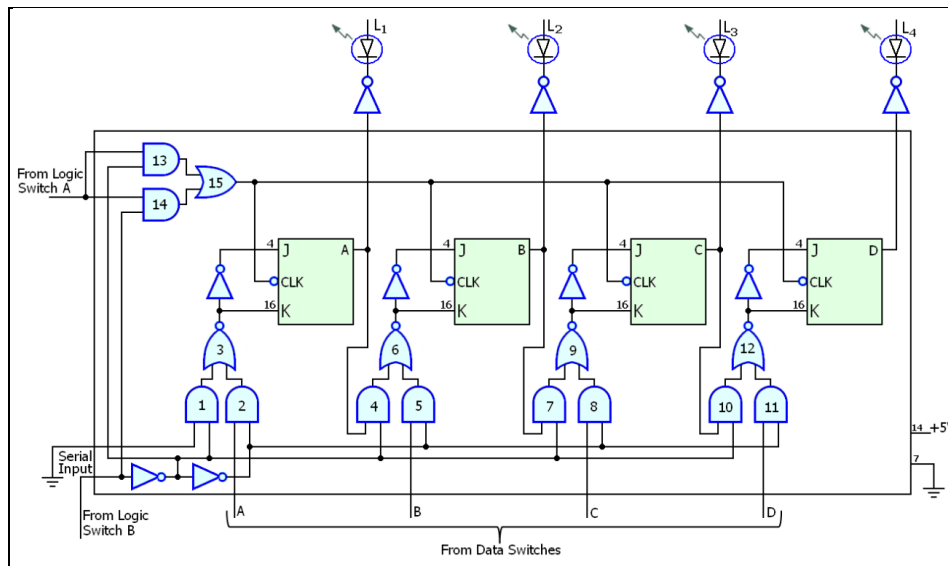 L1 L2 L3 L4
From Logic
Switch A
13
14
15
4 J A
CLK
16 K
4 J B
CLK
16 K
4 J C
CLK
16 K
4 J D
CLK
16 K
3 6 9 12
1 2 4 5 7 8 10 11
14 +5V
7
Serial
Input
From Logic
Switch B
A B C D
From Data Switches